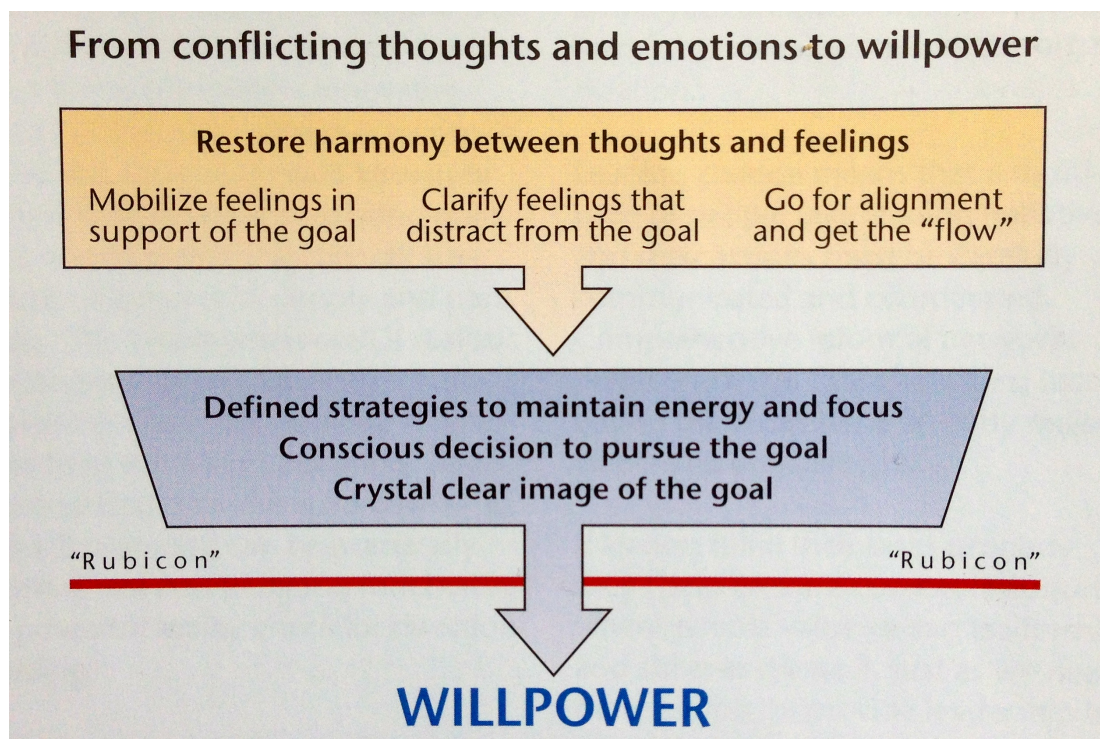 From conflicting thoughts and emotions to willpower
Restore harmony between thoughts and feelings
Mobilize feelings in
support of the goal
Clarify feelings that
distract from the goal
Go for alignment
and get the “flow”
Defined strategies to maintain energy and focus
Conscious decision to pursue the goal
Crystal clear image of the goal
“Rubicon”
“Rubicon”
WILLPOWER